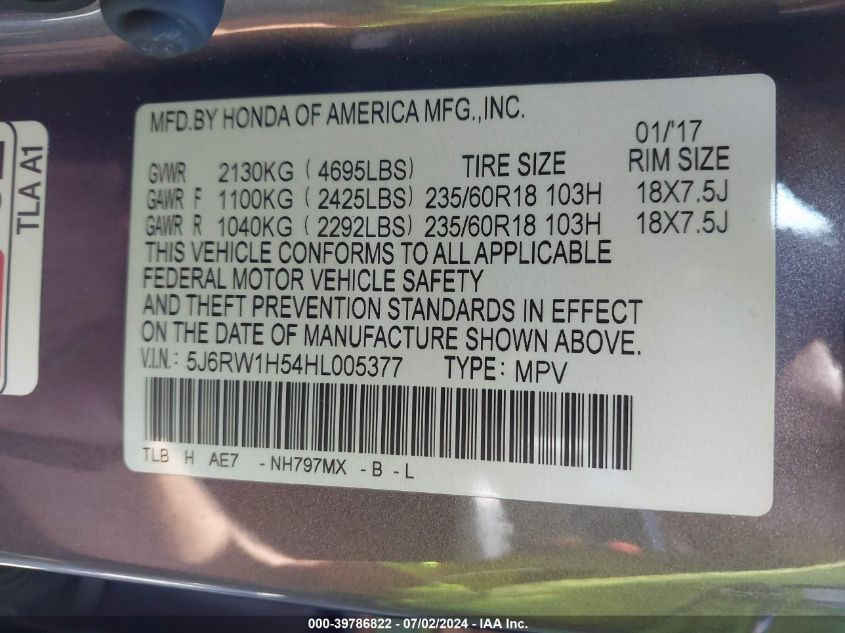 MFD.BY HONDA OF AMERICA MFG.,INC.
01/'17
GVWR 2130KG ( 4695LBS) TIRE SIZE RIM SIZE
GAWR F 1100KG ( 2425LBS) 235/60R18 103H 18X7.5J
GAWR R 1040KG ( 2292LBS) 235/60R18 103H 18X7.5J
THIS VEHICLE CONFORMS TO ALL APPLICABLE
FEDERAL MOTOR VEHICLE SAFETY
AND THEFT PREVENTION STANDARDS IN EFFECT
ON THE DATE OF MANUFACTURE SHOWN ABOVE.
V.I.N.: 5J6RW1H54HL005377 TYPE: MPV
TLB H AE7 -NH797MX -B -L
TLA A1
000-39786822 - 07/02/2024 - IAA Inc.